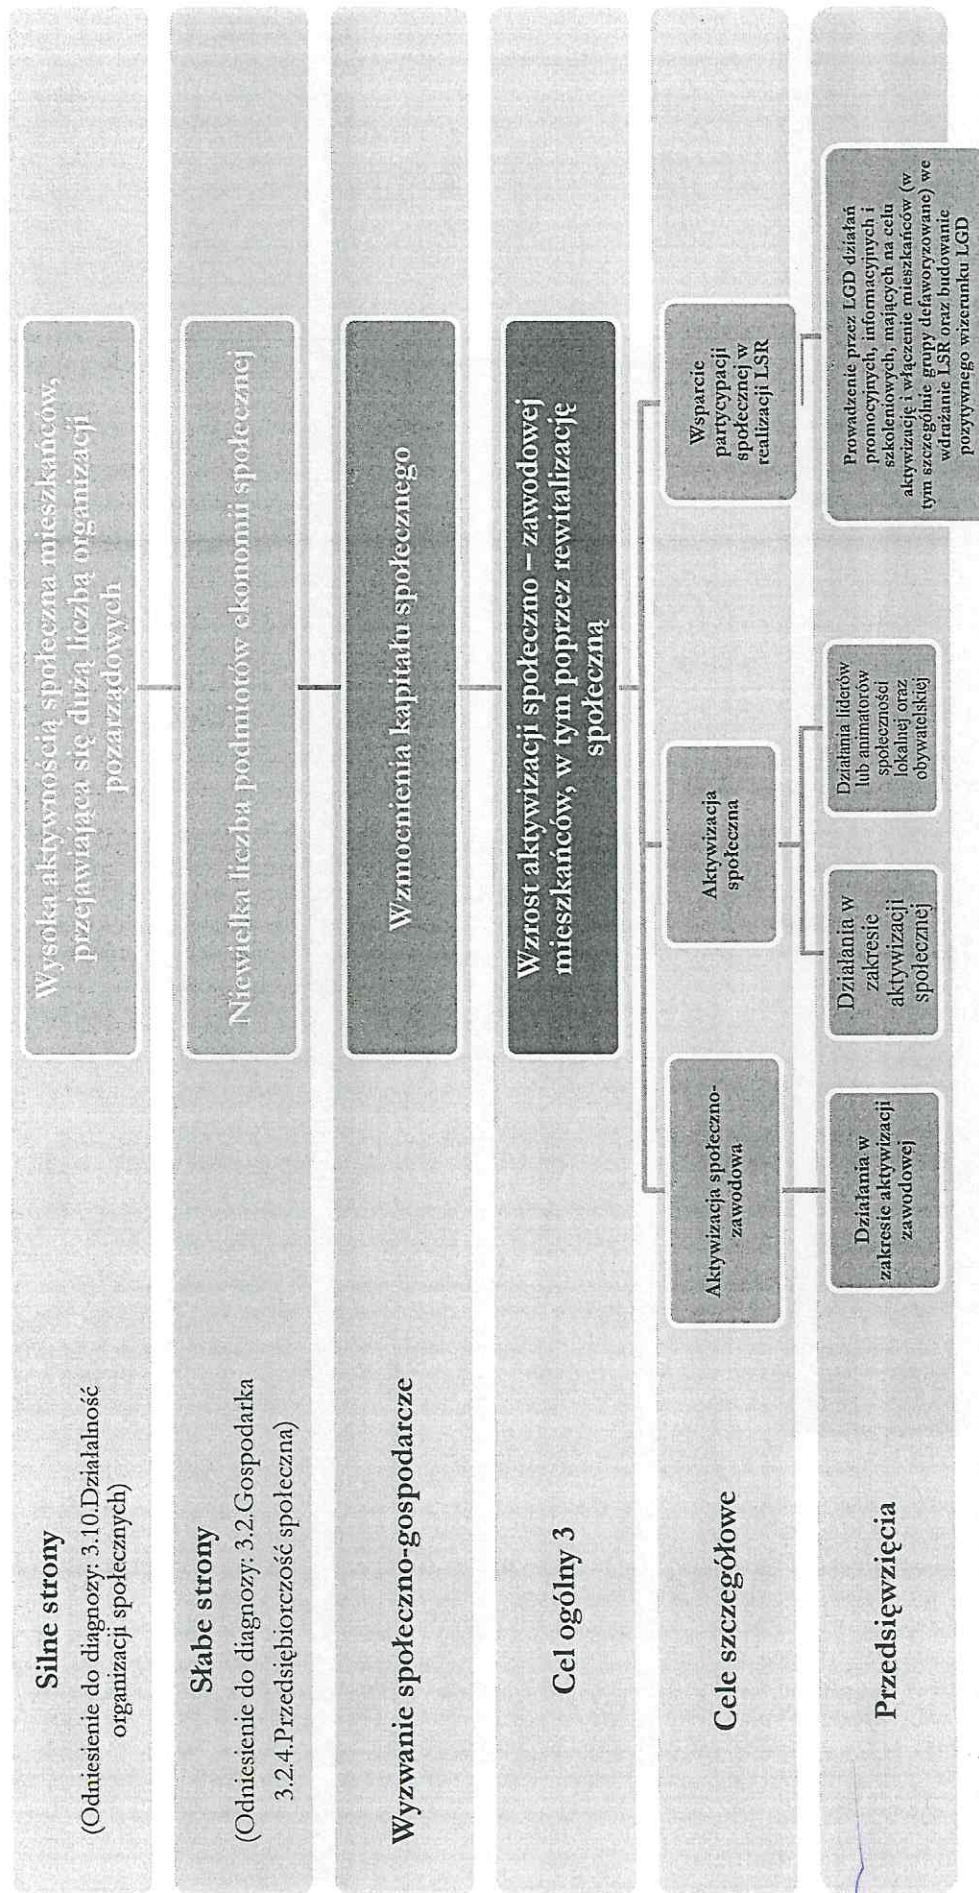 Silne strony
(Odniesienie do diagnozy: 3.10.Działalność
organizacji społecznych)
Wysoka aktywnością społeczna mieszkańców,
przejawiająca się dużą liczbą organizacji
pozarządowych
Słabe strony
(Odniesienie do diagnozy: 3.2.Gospodarka
3.2.4.Przedsiębiorczość społeczna)
Niewielka liczba podmiotów ekonomii społecznej
Wyzwanie społeczno-gospodarcze
Wzmocnienia kapitału społecznego
Cel ogólny 3
Wzrost aktywizacji społeczno – zawodowej
mieszkańców, w tym poprzez rewitalizację
społeczną
Cele szczegółowe
Aktywizacja społeczno-
zawodowa
Aktywizacja
społeczna
Wsparcie
partycypacji
społecznej w
realizacji LSR
Przedsięwzięcia
Działania w
zakresie aktywizacji
zawodowej
Działania w
zakresie
aktywizacji
społecznej
Działania liderów
lub animatorów
społeczności
lokalnej oraz
obywatelskiej
Prowadzenie przez LGD działań
promocyjnych, informacyjnych i
szkoleniowych, mających na celu
aktywizację i włączenie mieszkańców (w
tym szczególnie grupy defaworyzowane) we
wdrażanie LSR oraz budowanie
pozytywnego wizerunku LGD